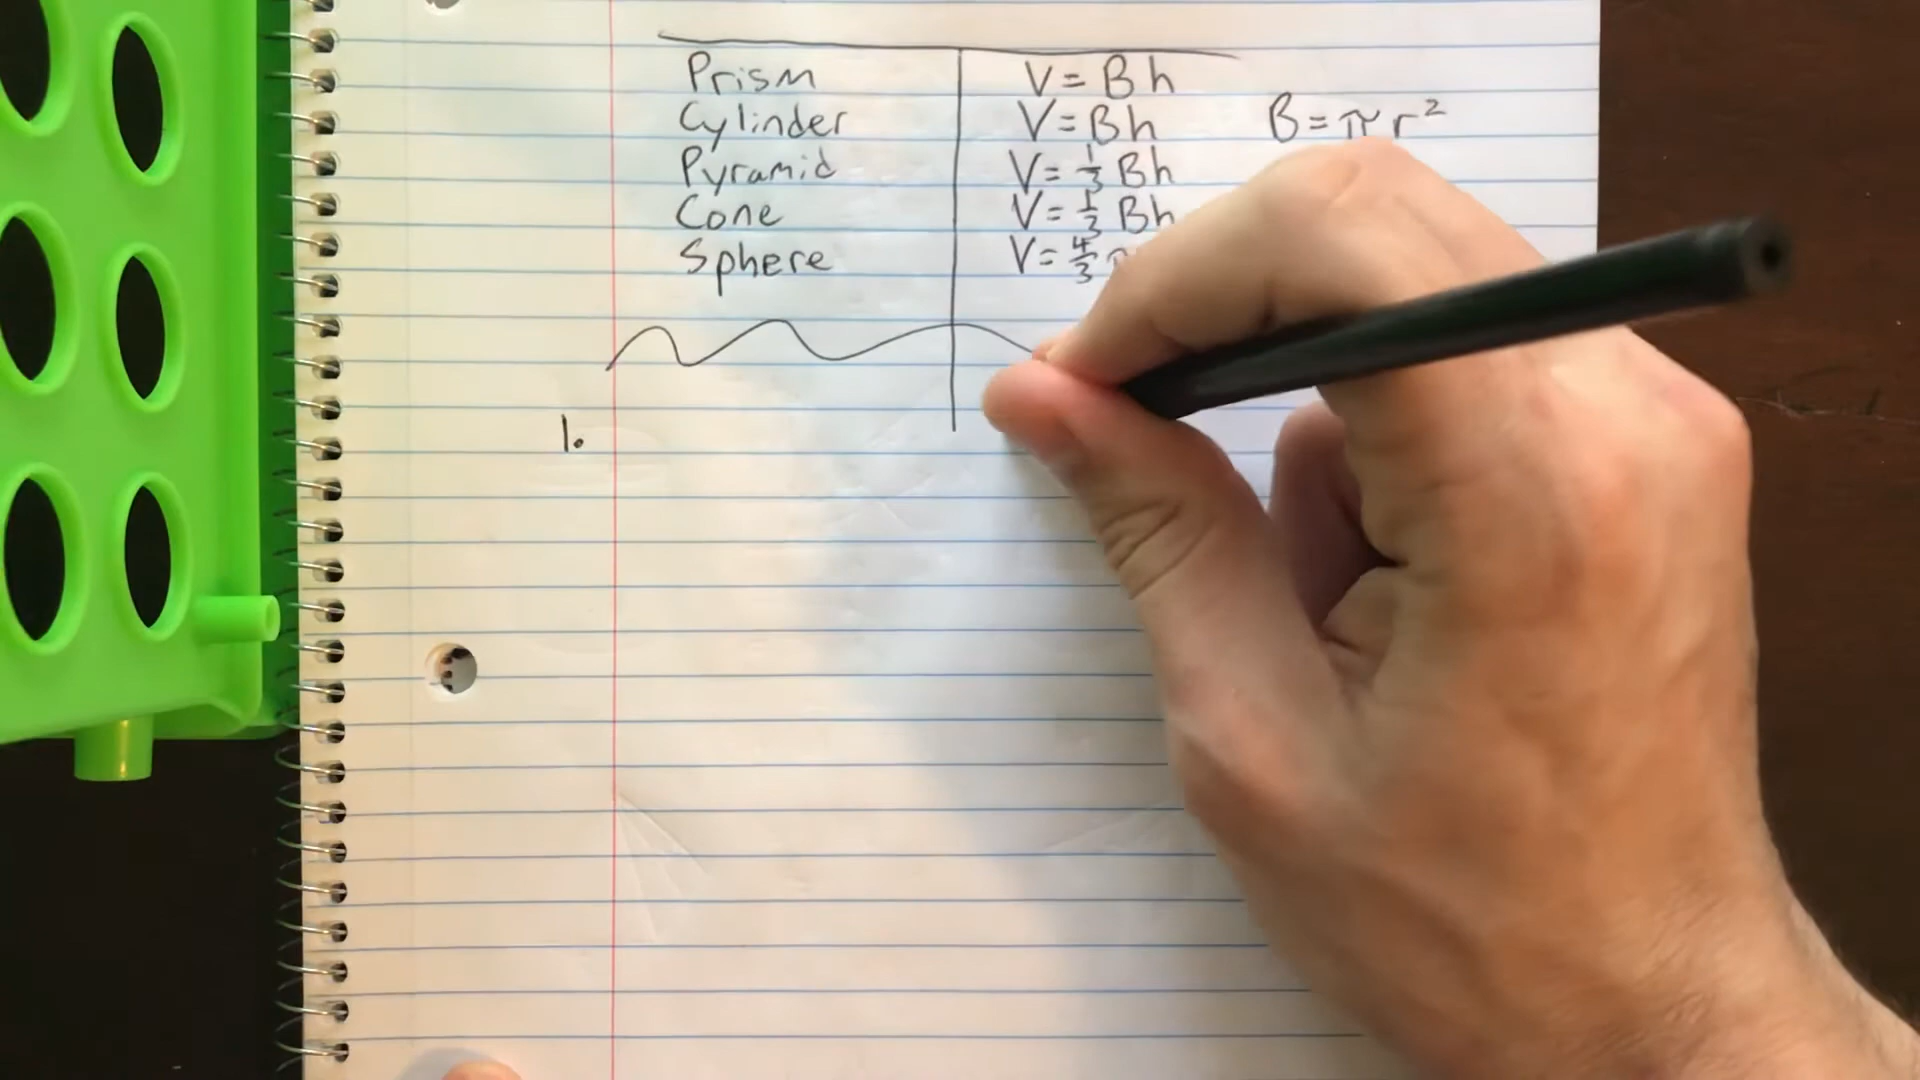 Prism V = Bh
Cylinder V = Bh B = πr²
Pyramid V = 1/3 Bh
Cone V = 1/3 Bh
Sphere V = 4/3 π
1.